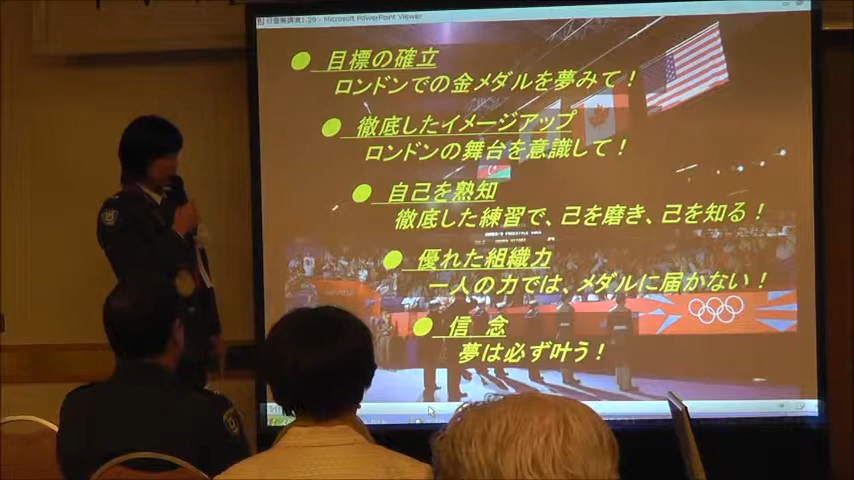 Microsoft PowerPoint Viewer
目標の確立
ロンドンでの金メダルを夢みて！
徹底したイメージアップ
ロンドンの舞台を意識して！
自己を熟知
徹底した練習で、己を磨き、己を知る！
優れた組織力
一人の力では、メダルに届かない！
信 念
夢は必ず叶う！